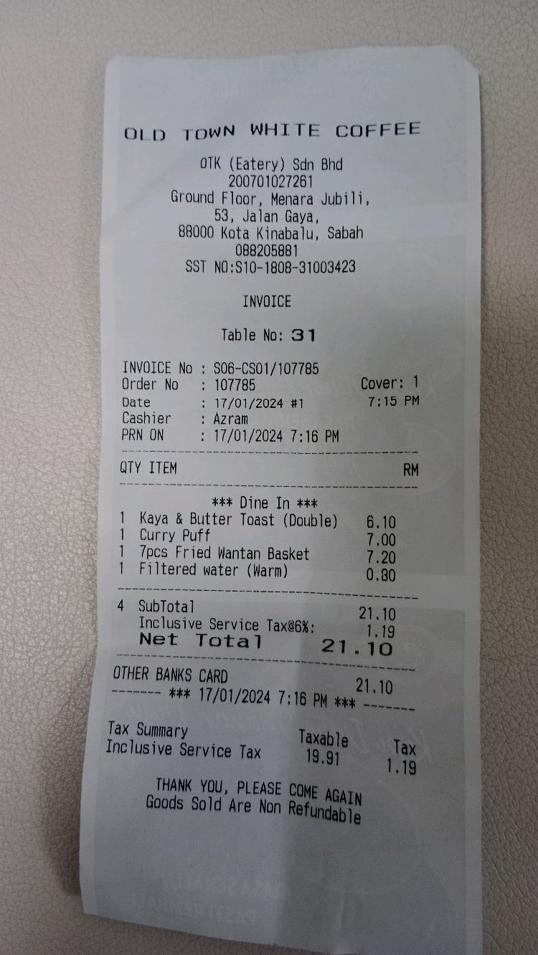 OLD TOWN WHITE COFFEE
OTK (Eatery) Sdn Bhd
200701027261
Ground Floor, Menara Jubili,
53, Jalan Gaya,
88000 Kota Kinabalu, Sabah
088205881
SST NO:S10-1808-31003423
INVOICE
Table No: 31
INVOICE No : S06-CS01/107785
Order No : 107785 Cover: 1
Date : 17/01/2024 #1 7:15 PM
Cashier : Azram
PRN ON : 17/01/2024 7:16 PM
QTY ITEM RM
*** Dine In ***
1 Kaya & Butter Toast (Double) 6.10
1 Curry Puff 7.00
1 7pcs Fried Wantan Basket 7.20
1 Filtered water (Warm) 0.80
4 SubTotal 21.10
Inclusive Service Tax@6%: 1.19
Net Total 21.10
OTHER BANKS CARD 21.10
------- *** 17/01/2024 7:16 PM *** -------
Tax Summary Taxable Tax
Inclusive Service Tax 19.91 1.19
THANK YOU, PLEASE COME AGAIN
Goods Sold Are Non Refundable